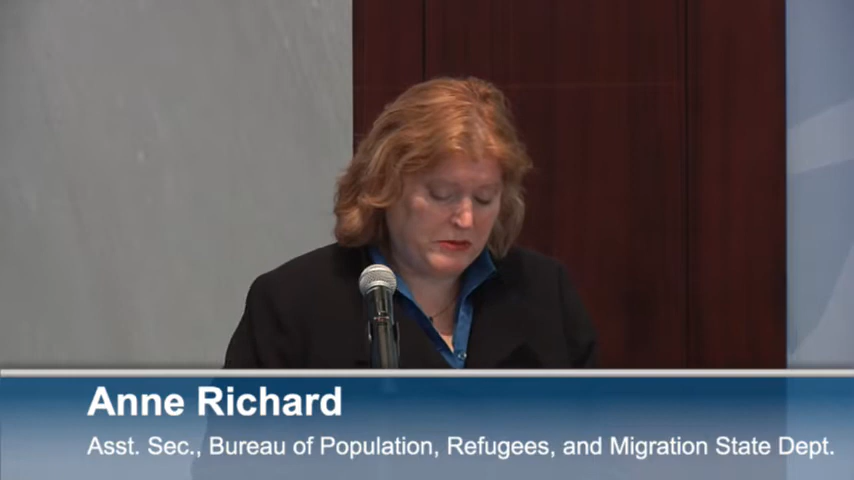 Anne Richard
Asst. Sec., Bureau of Population, Refugees, and Migration State Dept.